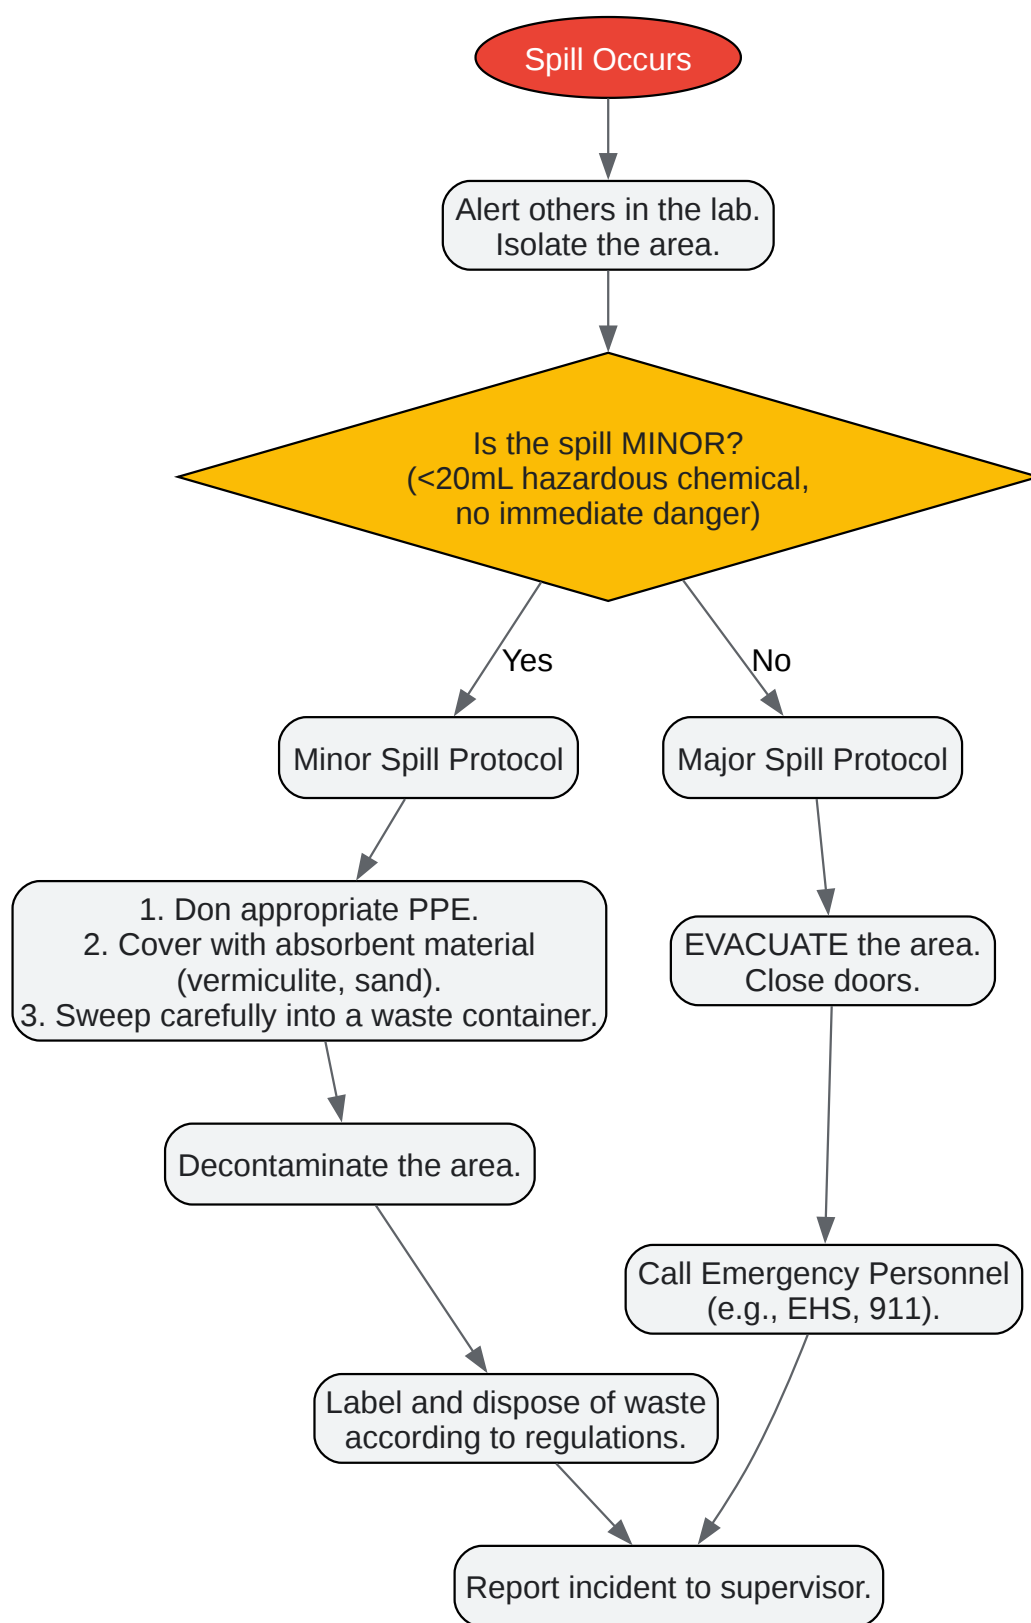 Spill Occurs
Alert others in the lab.
Isolate the area.
Is the spill MINOR?
(<20mL hazardous chemical,
no immediate danger)
Yes
No
Minor Spill Protocol
Major Spill Protocol
1. Don appropriate PPE.
2. Cover with absorbent material
(vermiculite, sand).
3. Sweep carefully into a waste container.
EVACUATE the area.
Close doors.
Decontaminate the area.
Call Emergency Personnel
(e.g., EHS, 911).
Label and dispose of waste
according to regulations.
Report incident to supervisor.